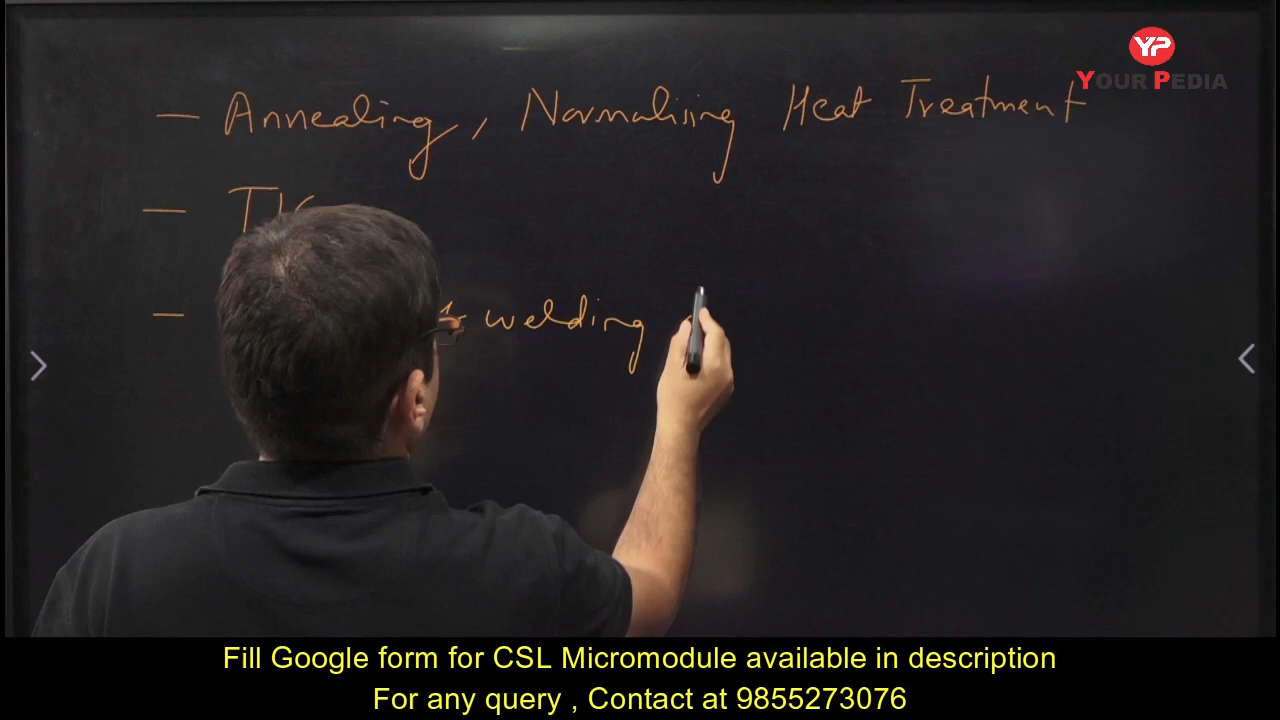 YP
YOUR PEDIA
— Annealing, Normalising Heat Treatment
—
— welding
Fill Google form for CSL Micromodule available in description
For any query , Contact at 9855273076